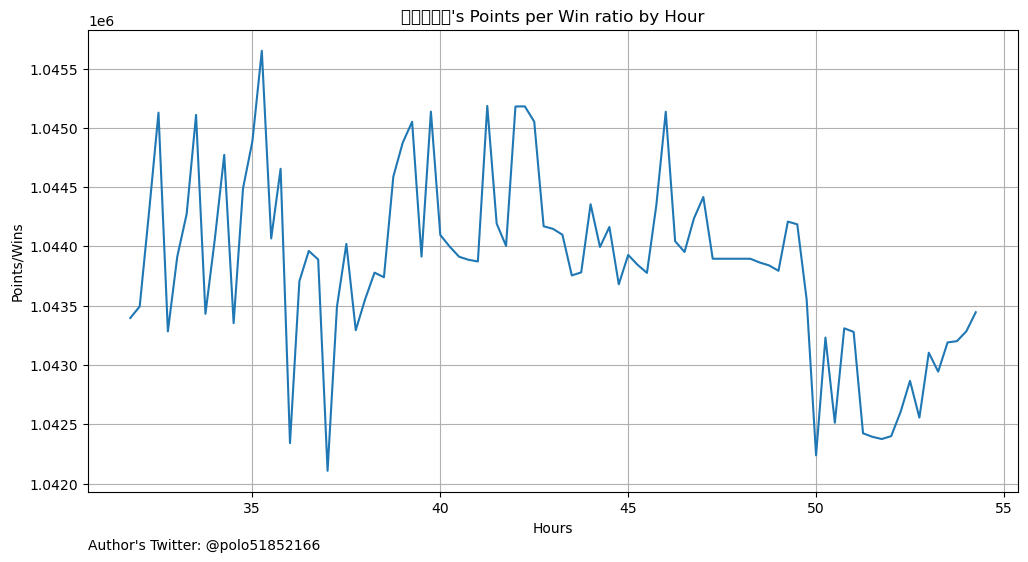 's Points per Win ratio by Hour
1e6
1.0455
1.0450
1.0445
1.0440
1.0435
1.0430
1.0425
1.0420
Points/Wins
35 40 45 50 55
Hours
Author's Twitter: @polo51852166